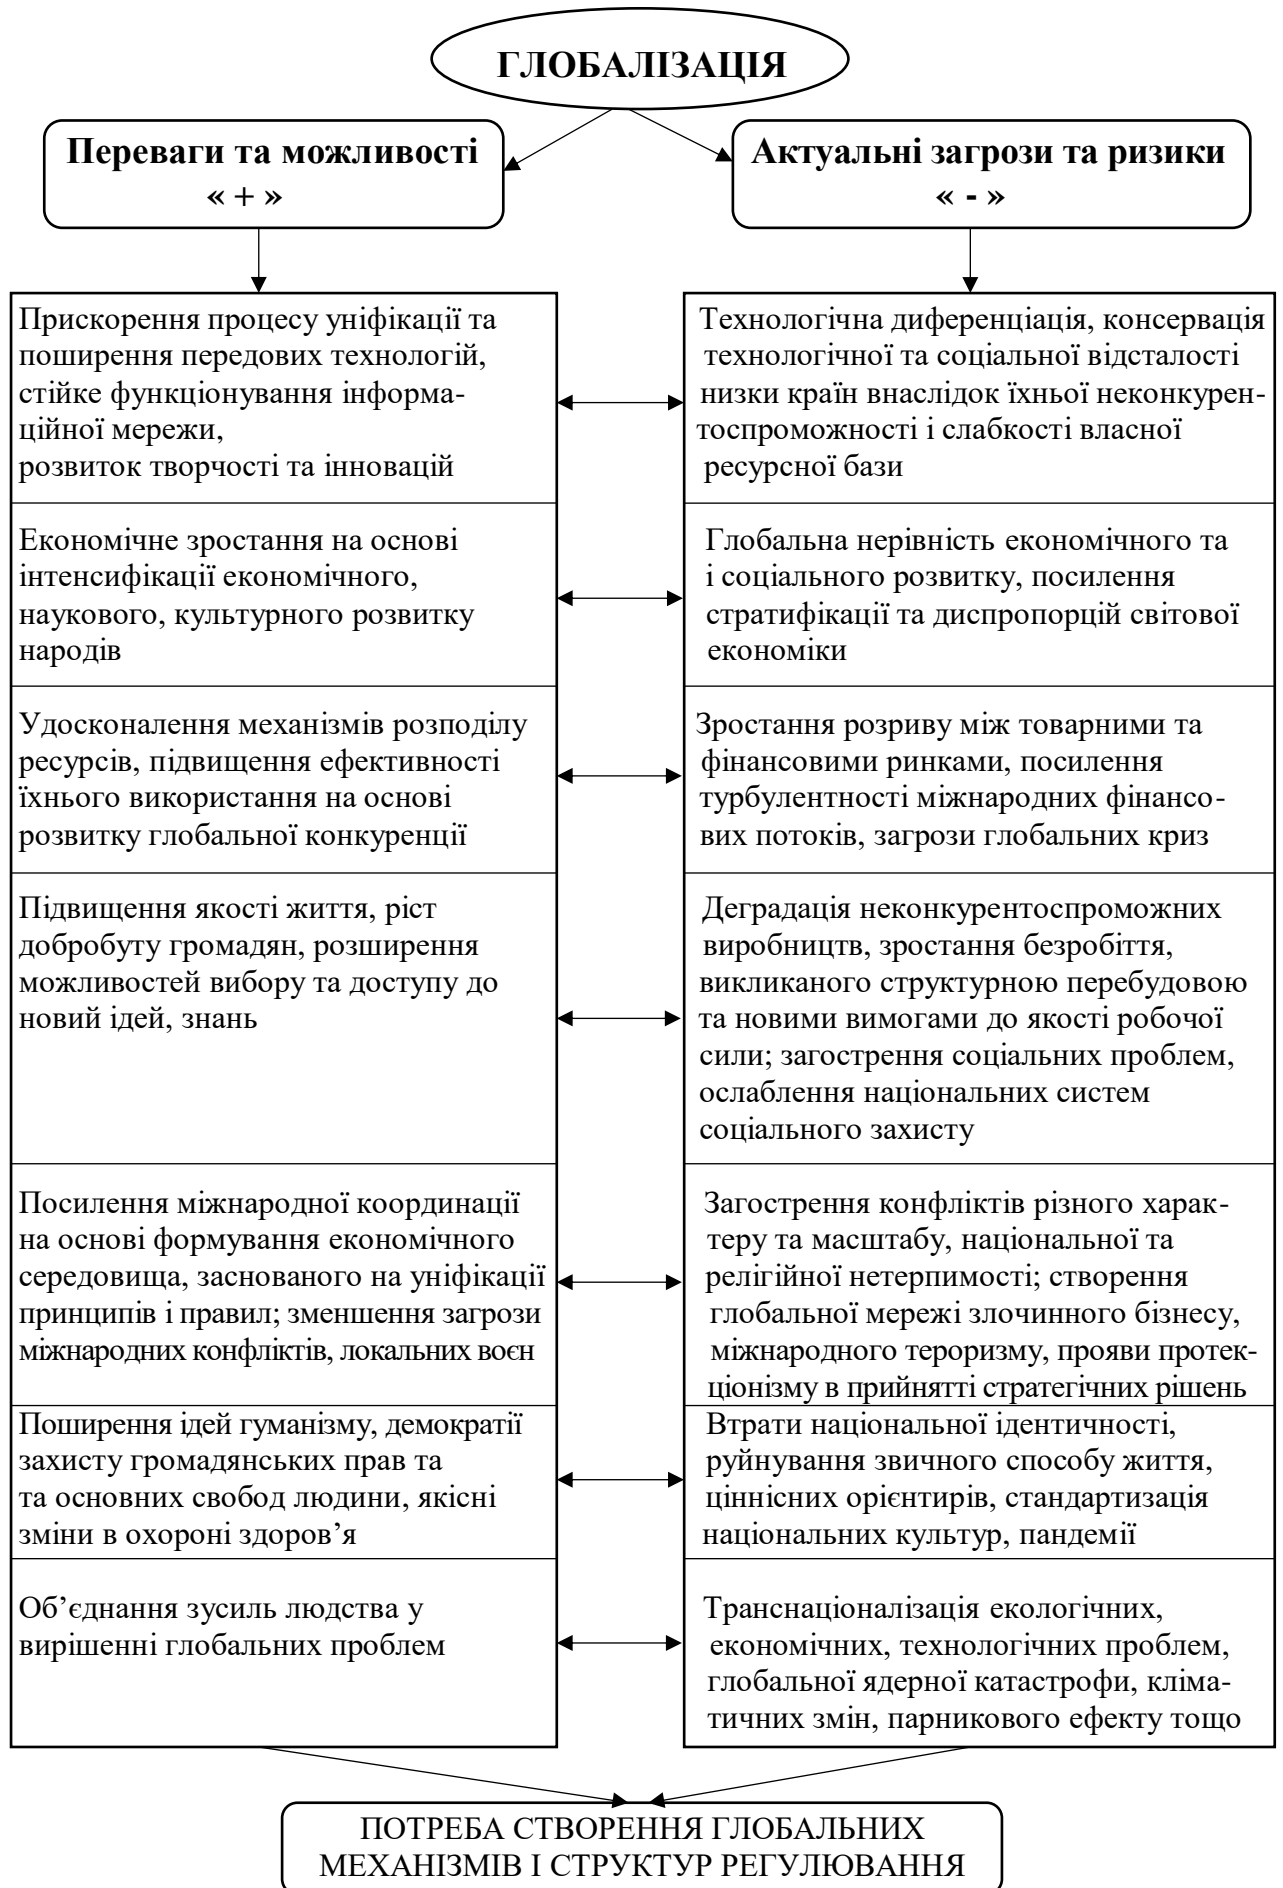 ГЛОБАЛІЗАЦІЯ
Переваги та можливості
« + »
Актуальні загрози та ризики
« - »
Прискорення процесу уніфікації та
поширення передових технологій,
стійке функціонування інформа-
ційної мережи,
розвиток творчості та інновацій
Технологічна диференціація, консервація
технологічної та соціальної відсталості
низки країн внаслідок їхньої неконкурен-
тоспроможності і слабкості власної
ресурсної бази
Економічне зростання на основі
інтенсифікації економічного,
наукового, культурного розвитку
народів
Глобальна нерівність економічного та
і соціального розвитку, посилення
стратифікації та диспропорцій світової
економіки
Удосконалення механізмів розподілу
ресурсів, підвищення ефективності
їхнього використання на основі
розвитку глобальної конкуренції
Зростання розриву між товарними та
фінансовими ринками, посилення
турбулентності міжнародних фінансо-
вих потоків, загрози глобальних криз
Підвищення якості життя, ріст
добробуту громадян, розширення
можливостей вибору та доступу до
новий ідей, знань
Деградація неконкурентоспроможних
виробництв, зростання безробіття,
викликаного структурною перебудовою
та новими вимогами до якості робочої
сили; загострення соціальних проблем,
ослаблення національних систем
соціального захисту
Посилення міжнародної координації
на основі формування економічного
середовища, заснованого на уніфікації
принципів і правил; зменшення загрози
міжнародних конфліктів, локальних воєн
Загострення конфліктів різного харак-
теру та масштабу, національної та
релігійної нетерпимості; створення
глобальної мережі злочинного бізнесу,
міжнародного тероризму, прояви протек-
ціонізму в прийнятті стратегічних рішень
Поширення ідей гуманізму, демократії
захисту громадянських прав та
та основних свобод людини, якісні
зміни в охороні здоров’я
Втрати національної ідентичності,
руйнування звичного способу життя,
ціннісних орієнтирів, стандартизація
національних культур, пандемії
Об’єднання зусиль людства у
вирішенні глобальних проблем
Транснаціоналізація екологічних,
економічних, технологічних проблем,
глобальної ядерної катастрофи, кліма-
тичних змін, парникового ефекту тощо
ПОТРЕБА СТВОРЕННЯ ГЛОБАЛЬНИХ
МЕХАНІЗМІВ І СТРУКТУР РЕГУЛЮВАННЯ